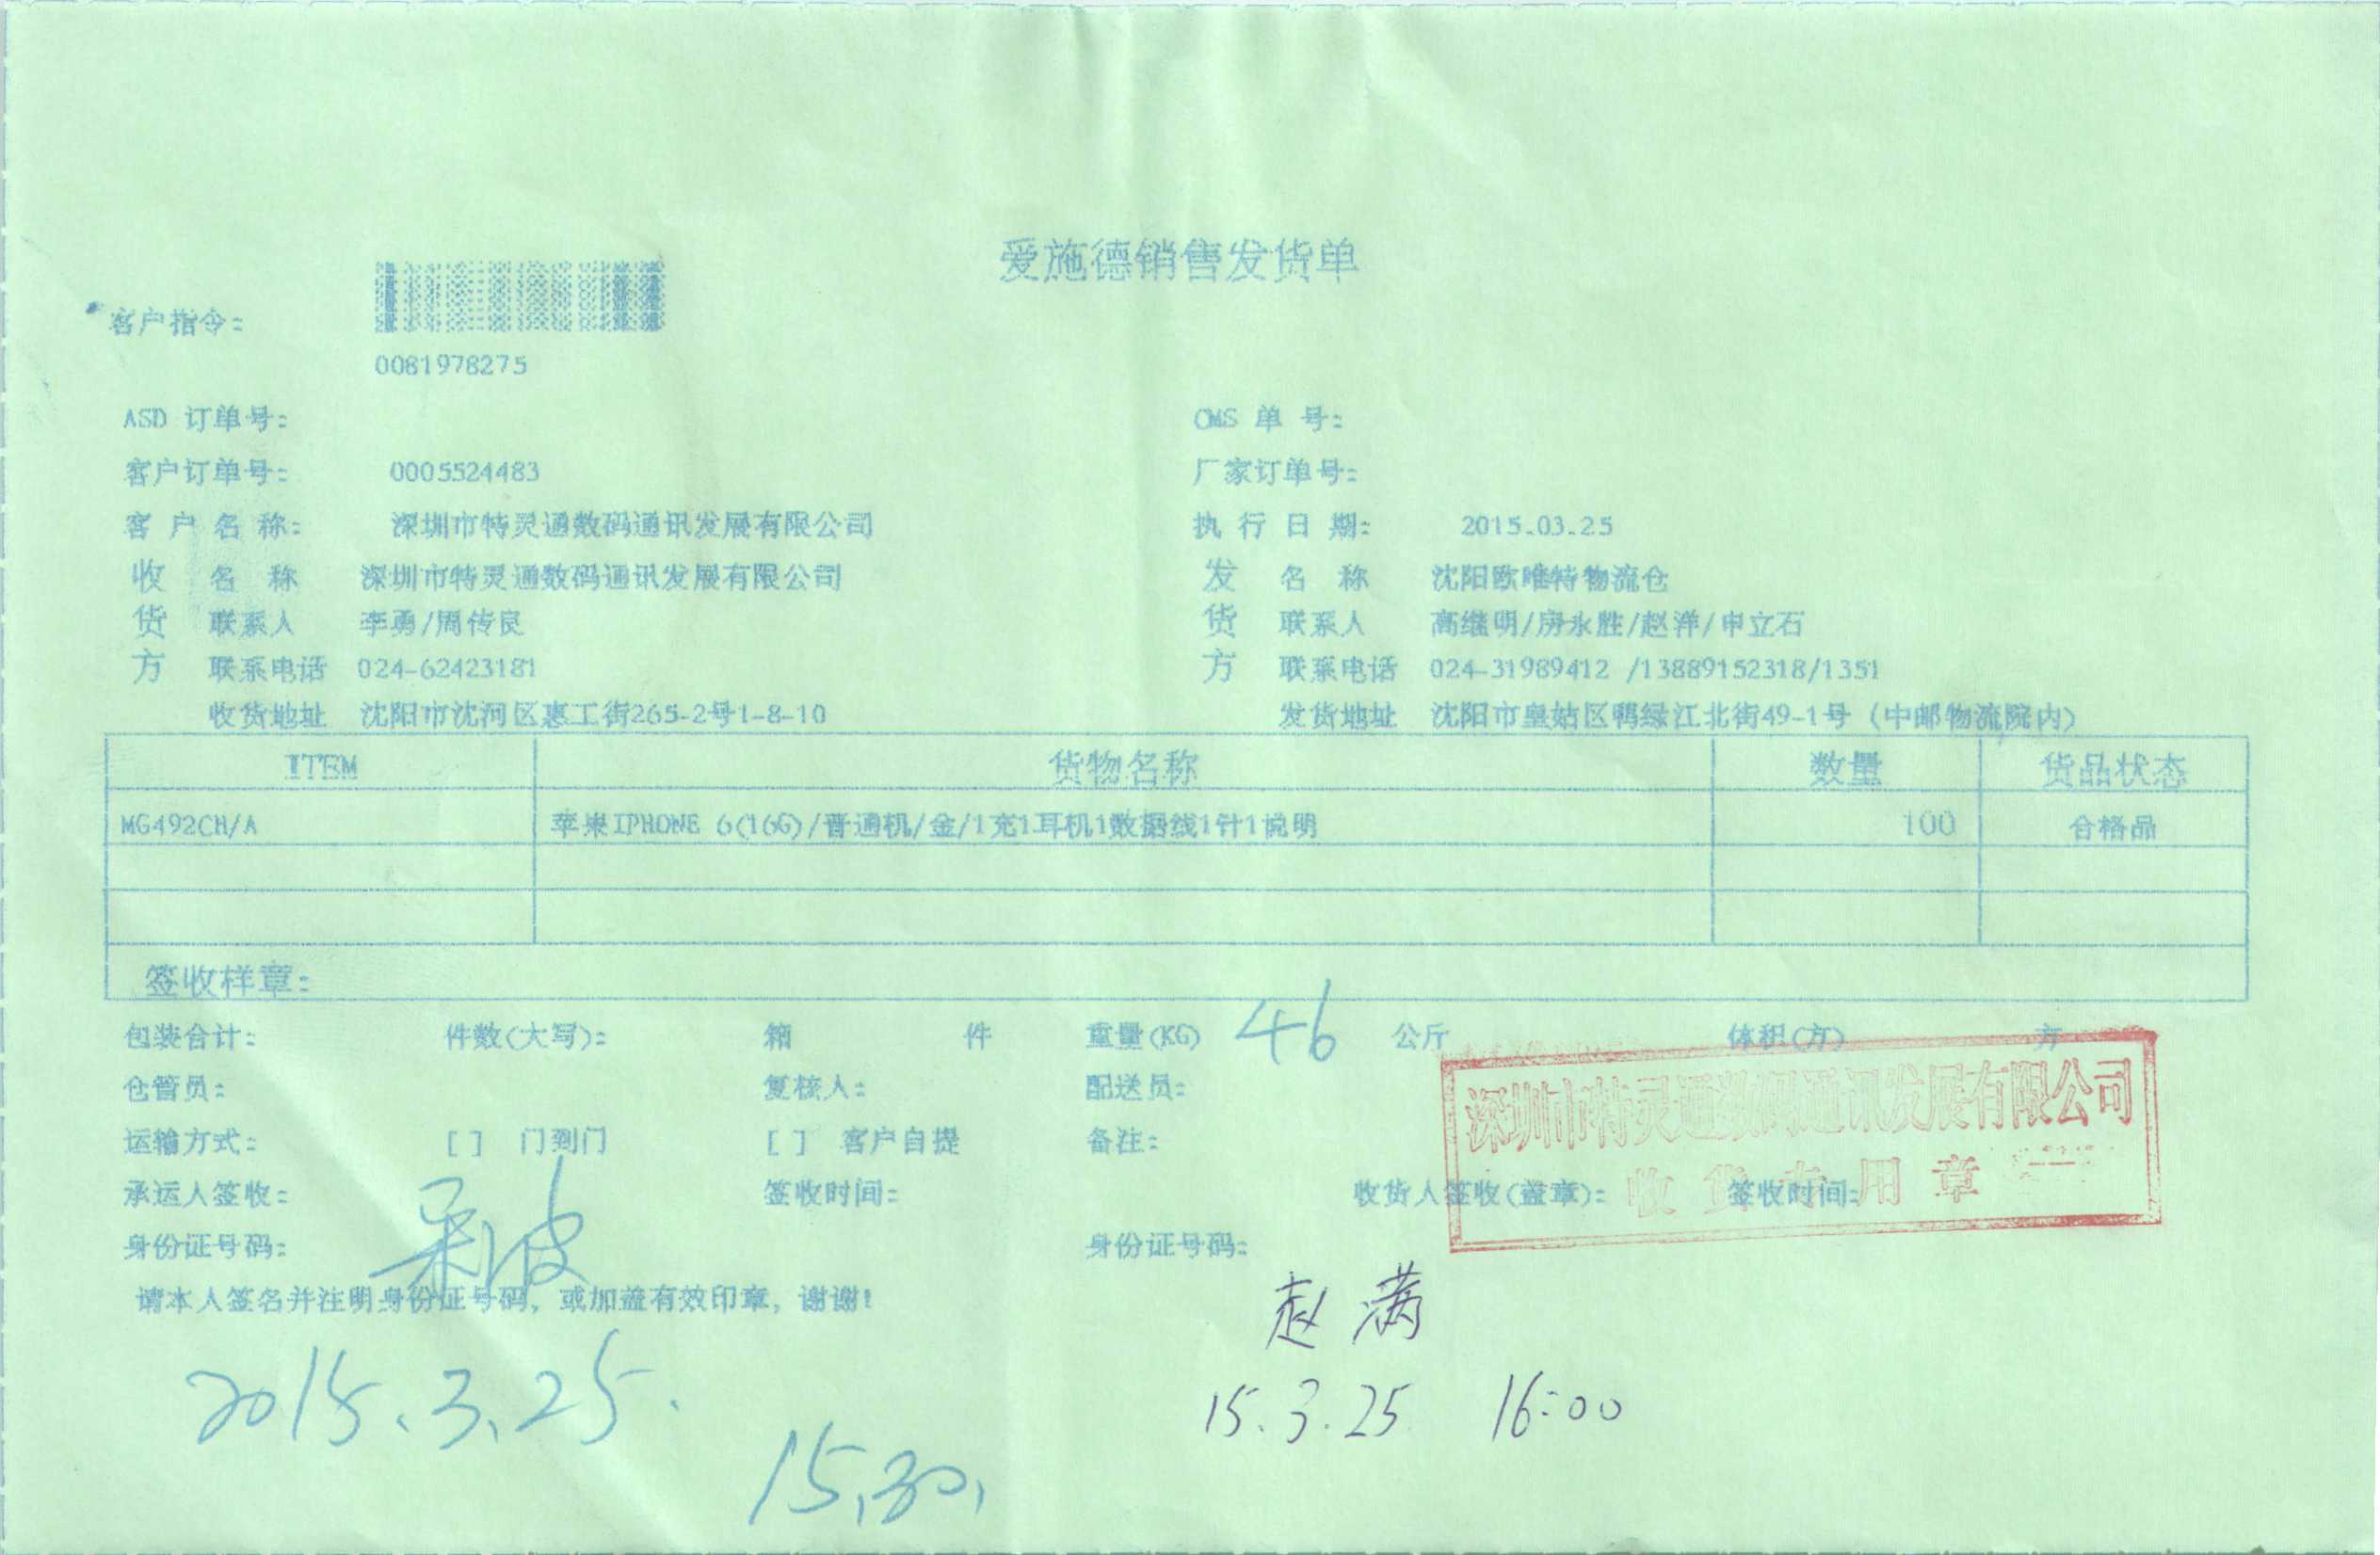 爱施德销售发货单
客户指令:
0081978275
ASD 订单号: CMS 单 号:
客户订单号: 0005524483 厂家订单号:
客 户 名 称: 深圳市特灵通数码通讯发展有限公司 执 行 日 期: 2015.03.25
收 名 称 深圳市特灵通数码通讯发展有限公司 发 名 称 沈阳欧唯特物流仓
货 联系人 李勇/周传良 货 联系人 高继明/房永胜/赵洋/申立石
方 联系电话 024-62423181 方 联系电话 024-31989412 /13889152318/1351
收货地址 沈阳市沈河区惠工街265-2号1-8-10 发货地址 沈阳市皇姑区鸭绿江北街49-1号 (中邮物流院内)
ITEM 货物名称 数量 货品状态
MG492CH/A 苹果IPHONE 6(16G)/普通机/金/1充1耳机1数据线1针1说明 100 合格品
签收样章:
包装合计: 件数(大写): 箱 件 重量(KG) 46 公斤 体积(方) 方
仓管员: 复核人: 配送员:
深圳市特灵通数码通讯发展有限公司
运输方式: [ ] 门到门 [ ] 客户自提 备注:
承运人签收: 签收时间: 收货人签收(盖章): 签收时间:
收货专用章
身份证号码: 身份证号码:
请本人签名并注明身份证号码, 或加盖有效印章, 谢谢!
赵满
2015.3.25. 15.3.25 16:00
15.30.